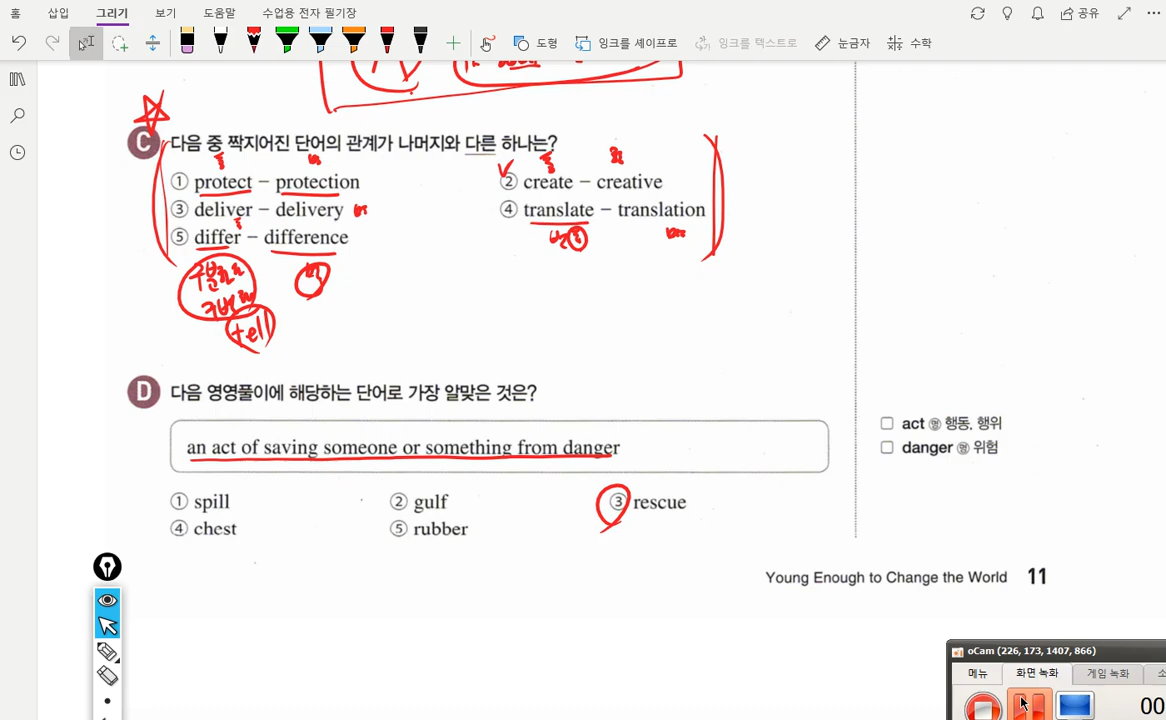 홈 삽입 그리기 보기 도움말 수업용 전자 필기장
공유
도형 잉크를 셰이프로 잉크를 텍스트로 눈금자 수학
C 다음 중 짝지어진 단어의 관계가 나머지와 다른 하나는?
① protect – protection ② create – creative
③ deliver – delivery ④ translate – translation
⑤ differ – difference
tell
D 다음 영영풀이에 해당하는 단어로 가장 알맞은 것은?
an act of saving someone or something from danger
① spill ② gulf ③ rescue
④ chest ⑤ rubber
act 명 행동, 행위
danger 명 위험
Young Enough to Change the World 11
oCam (226, 173, 1407, 866)
메뉴 화면 녹화 게임 녹화 소
00